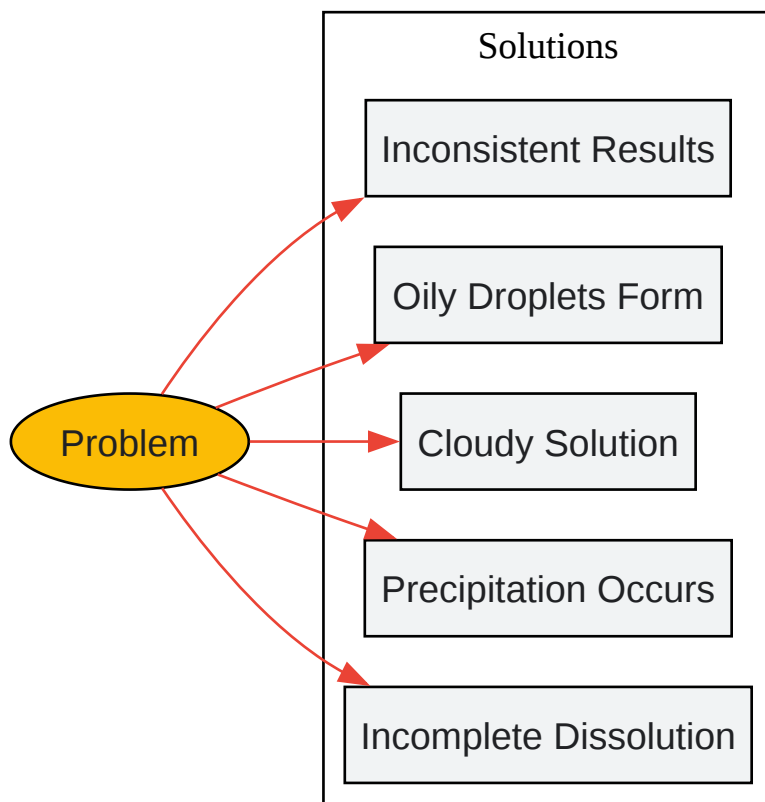 Solutions
Inconsistent Results
Oily Droplets Form
Problem
Cloudy Solution
Precipitation Occurs
Incomplete Dissolution